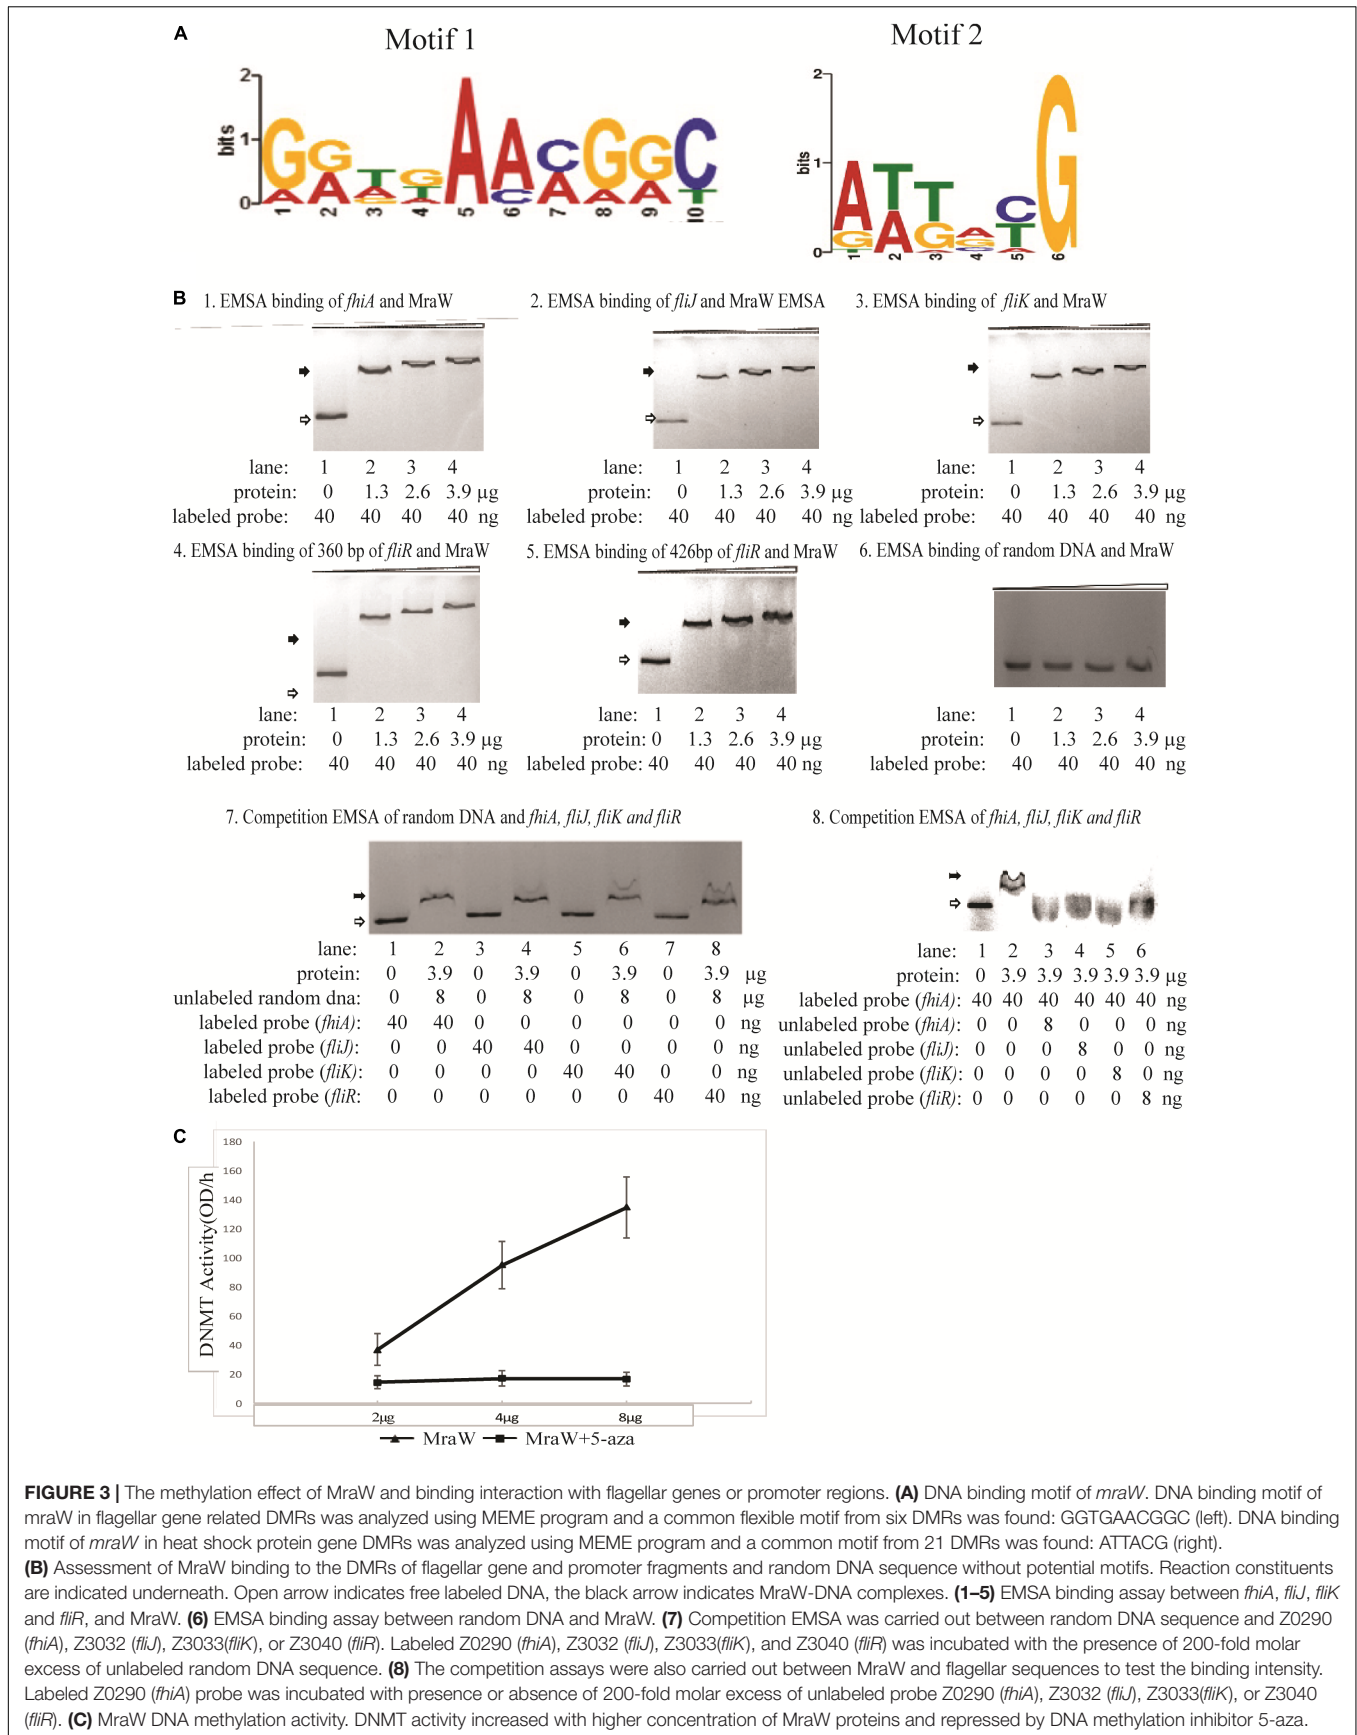 A
Motif 1
Motif 2
2
1
0
bits
GGTGAACGGC
AAAT CAAAT
AG A
1 2 3 4 5 6 7 8 9 10
2
1
0
bits
ATTACG
GAGGT
1 2 3 4 5 6
B
1. EMSA binding of fhiA and MraW
2. EMSA binding of fliJ and MraW EMSA
3. EMSA binding of fliK and MraW
lane: 1 2 3 4
protein: 0 1.3 2.6 3.9 µg
labeled probe: 40 40 40 40 ng
lane: 1 2 3 4
protein: 0 1.3 2.6 3.9 µg
labeled probe: 40 40 40 40 ng
lane: 1 2 3 4
protein: 0 1.3 2.6 3.9 µg
labeled probe: 40 40 40 40 ng
4. EMSA binding of 360 bp of fliR and MraW
5. EMSA binding of 426bp of fliR and MraW
6. EMSA binding of random DNA and MraW
lane: 1 2 3 4
protein: 0 1.3 2.6 3.9 µg
labeled probe: 40 40 40 40 ng
lane: 1 2 3 4
protein: 0 1.3 2.6 3.9 µg
labeled probe: 40 40 40 40 ng
lane: 1 2 3 4
protein: 0 1.3 2.6 3.9 µg
labeled probe: 40 40 40 40 ng
7. Competition EMSA of random DNA and fhiA, fliJ, fliK and fliR
lane: 1 2 3 4 5 6 7 8
protein: 0 3.9 0 3.9 0 3.9 0 3.9 µg
unlabeled random dna: 0 8 0 8 0 8 0 8 µg
labeled probe (fhiA): 40 40 0 0 0 0 0 0 ng
labeled probe (fliJ): 0 0 40 40 0 0 0 0 ng
labeled probe (fliK): 0 0 0 0 40 40 0 0 ng
labeled probe (fliR: 0 0 0 0 0 0 40 40 ng
8. Competition EMSA of fhiA, fliJ, fliK and fliR
lane: 1 2 3 4 5 6
protein: 0 3.9 3.9 3.9 3.9 3.9 µg
labeled probe (fhiA): 40 40 40 40 40 40 ng
unlabeled probe (fhiA): 0 0 8 0 0 0 ng
unlabeled probe (fliJ): 0 0 0 8 0 0 ng
unlabeled probe (fliK): 0 0 0 0 8 0 ng
unlabeled probe (fliR): 0 0 0 0 0 8 ng
C
DNMT Activity(OD/h
180
160
140
120
100
80
60
40
20
0
2µg 4µg 8µg
MraW MraW+5-aza
FIGURE 3 | The methylation effect of MraW and binding interaction with flagellar genes or promoter regions. (A) DNA binding motif of mraW. DNA binding motif of
mraW in flagellar gene related DMRs was analyzed using MEME program and a common flexible motif from six DMRs was found: GGTGAACGGC (left). DNA binding
motif of mraW in heat shock protein gene DMRs was analyzed using MEME program and a common motif from 21 DMRs was found: ATTACG (right).
(B) Assessment of MraW binding to the DMRs of flagellar gene and promoter fragments and random DNA sequence without potential motifs. Reaction constituents
are indicated underneath. Open arrow indicates free labeled DNA, the black arrow indicates MraW-DNA complexes. (1–5) EMSA binding assay between fhiA, fliJ, fliK
and fliR, and MraW. (6) EMSA binding assay between random DNA and MraW. (7) Competition EMSA was carried out between random DNA sequence and Z0290
(fhiA), Z3032 (fliJ), Z3033(fliK), or Z3040 (fliR). Labeled Z0290 (fhiA), Z3032 (fliJ), Z3033(fliK), and Z3040 (fliR) was incubated with the presence of 200-fold molar
excess of unlabeled random DNA sequence. (8) The competition assays were also carried out between MraW and flagellar sequences to test the binding intensity.
Labeled Z0290 (fhiA) probe was incubated with presence or absence of 200-fold molar excess of unlabeled probe Z0290 (fhiA), Z3032 (fliJ), Z3033(fliK), or Z3040
(fliR). (C) MraW DNA methylation activity. DNMT activity increased with higher concentration of MraW proteins and repressed by DNA methylation inhibitor 5-aza.